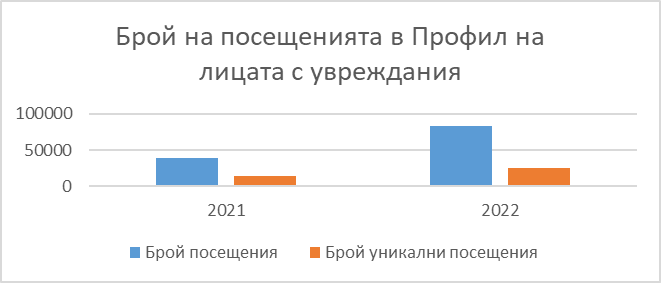 Брой на посещенията в Профил на
лицата с увреждания
100000
50000
0
2021
2022
Брой посещения
Брой уникални посещения